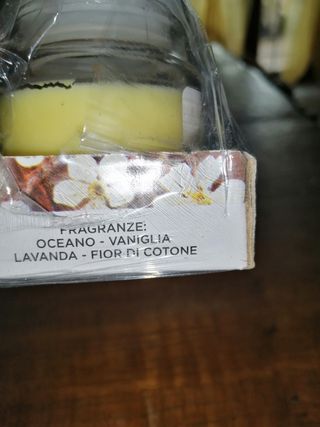 FRAGRANZE:
OCEANO - VANIGLIA
LAVANDA - FIOR DI COTONE